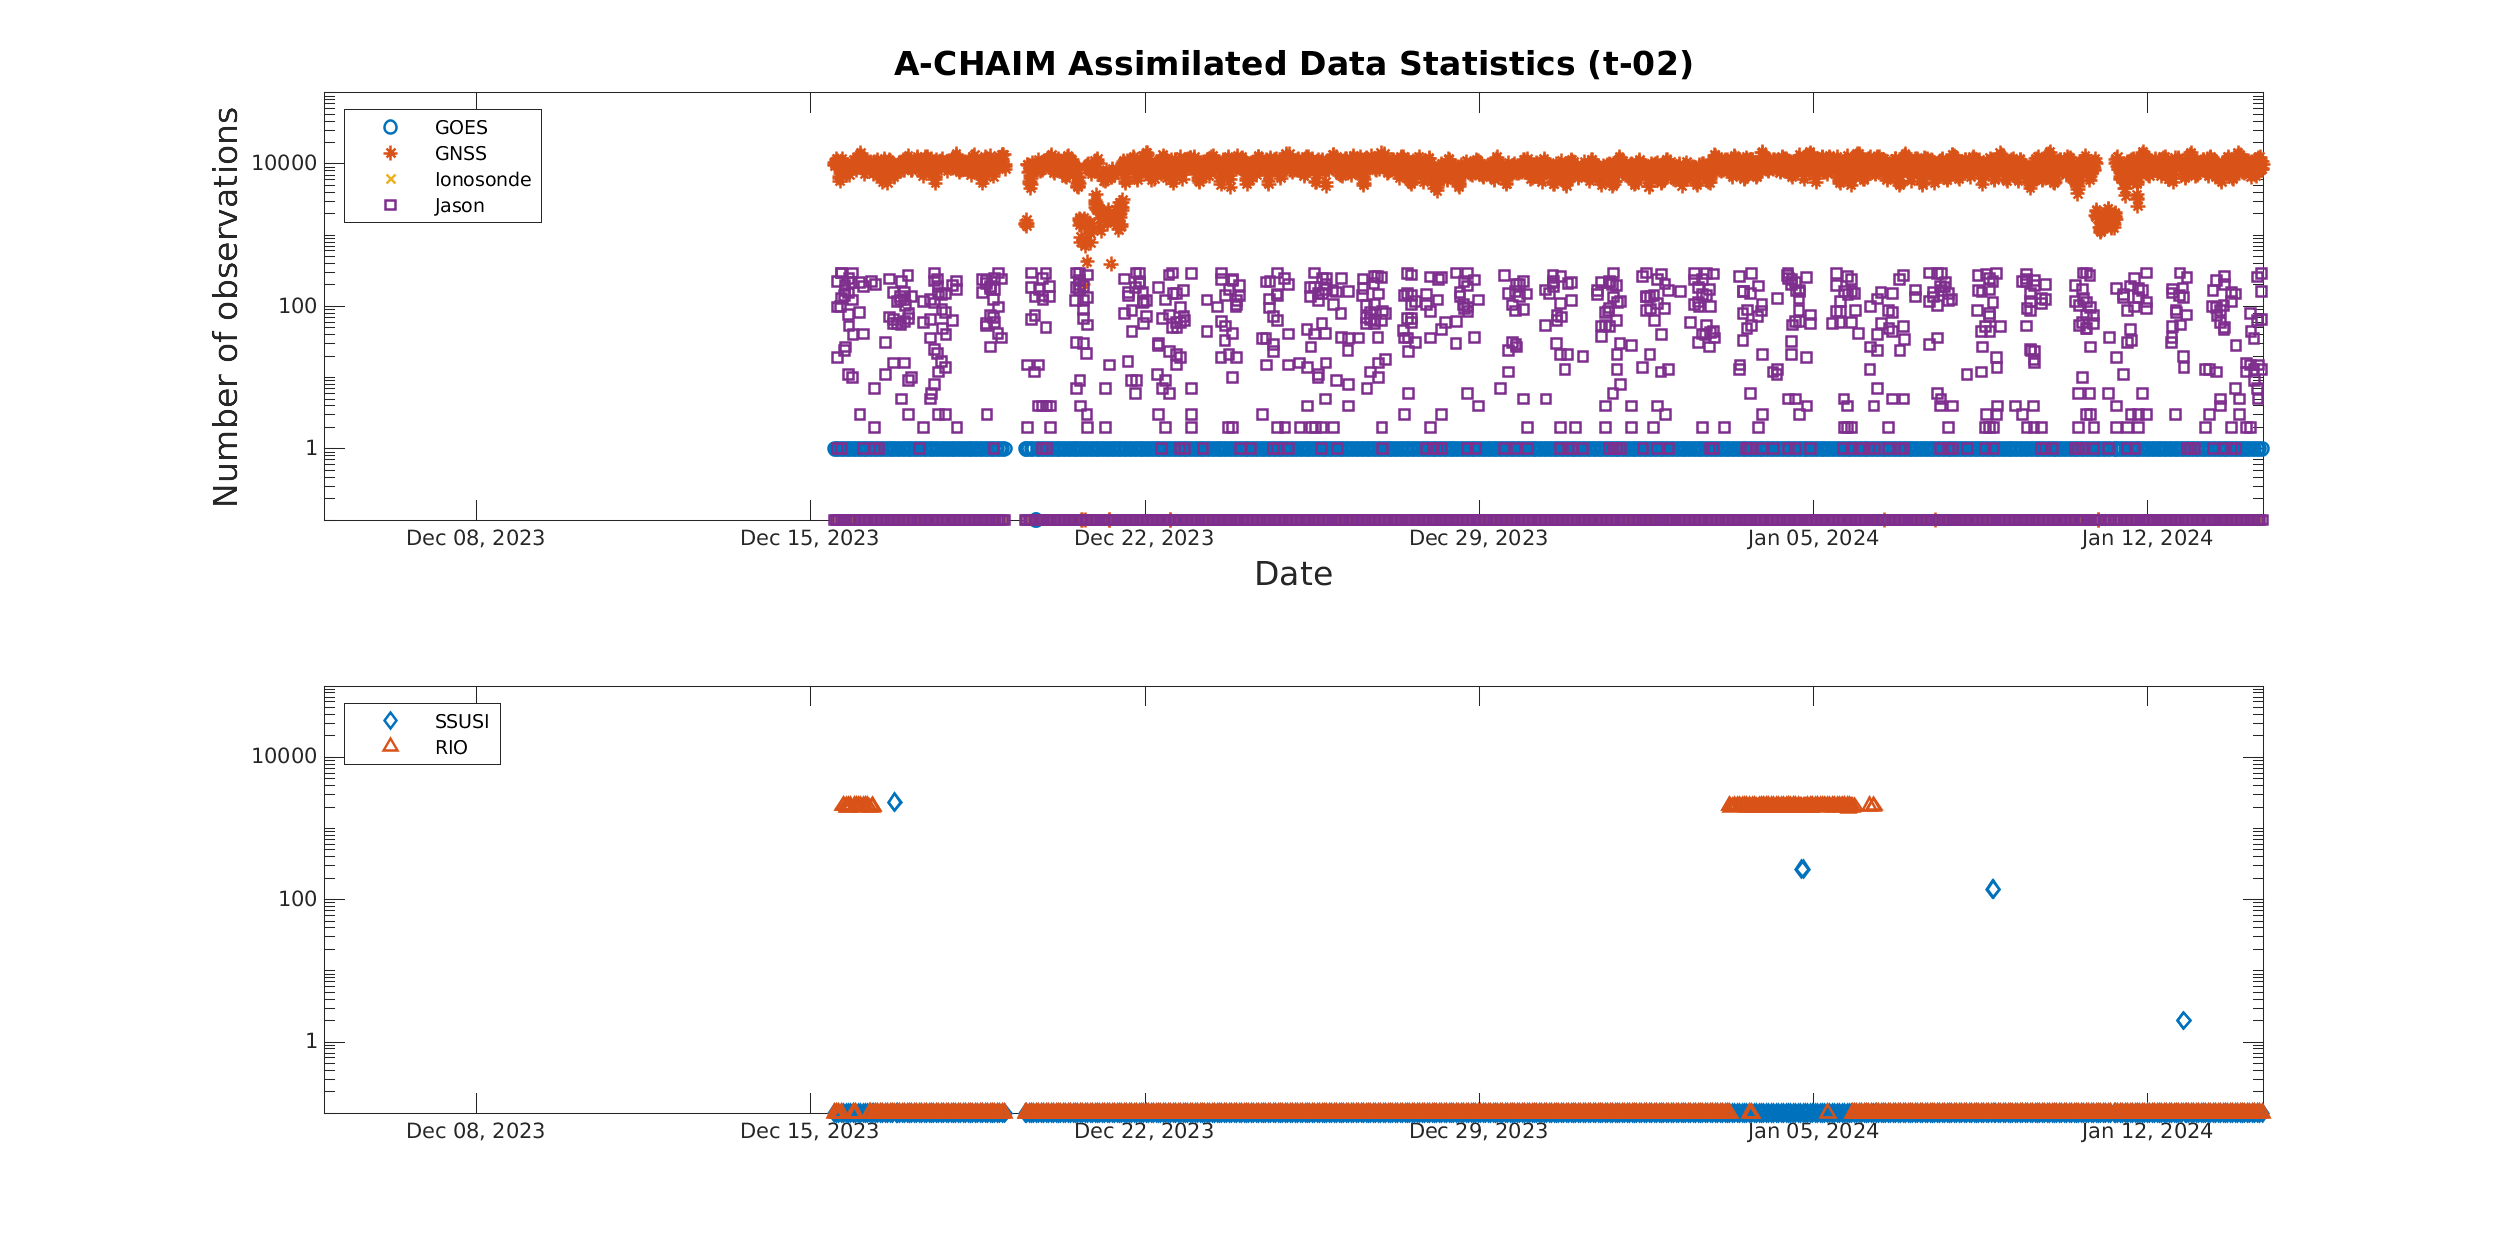 A-CHAIM Assimilated Data Statistics (t-02)
Number of observations
10000
100
1
GOES
GNSS
Ionosonde
Jason
Dec 08, 2023
Dec 15, 2023
Dec 22, 2023
Dec 29, 2023
Jan 05, 2024
Jan 12, 2024
Date
10000
100
1
SSUSI
RIO
Dec 08, 2023
Dec 15, 2023
Dec 22, 2023
Dec 29, 2023
Jan 05, 2024
Jan 12, 2024